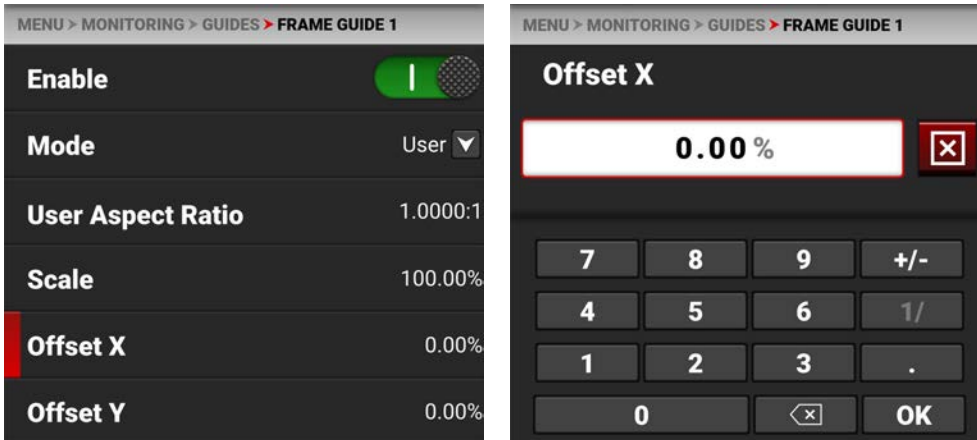 MENU > MONITORING > GUIDES > FRAME GUIDE 1
Enable
Mode User
User Aspect Ratio 1.0000:1
Scale 100.00%
Offset X 0.00%
Offset Y 0.00%
MENU > MONITORING > GUIDES > FRAME GUIDE 1
Offset X
0.00 %
7 8 9 +/-
4 5 6 1/
1 2 3 .
0 OK